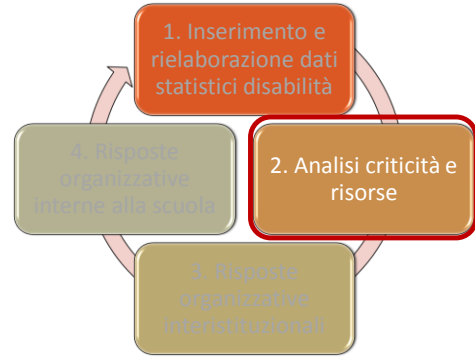 1. Inserimento e
rielaborazione dati
statistici disabilità
2. Analisi criticità e
risorse
3. Risposte
organizzative
interistituzionali
4. Risposte
organizzative
interne alla scuola